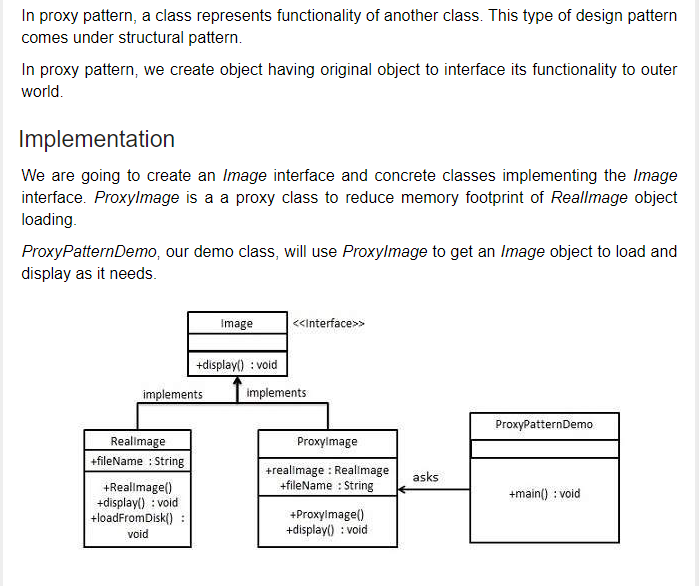 In proxy pattern, a class represents functionality of another class. This type of design pattern
comes under structural pattern.
In proxy pattern, we create object having original object to interface its functionality to outer
world.
Implementation
We are going to create an Image interface and concrete classes implementing the Image
interface. ProxyImage is a a proxy class to reduce memory footprint of RealImage object
loading.
ProxyPatternDemo, our demo class, will use ProxyImage to get an Image object to load and
display as it needs.
Image
<<Interface>>
+display() : void
implements
implements
RealImage
+fileName : String
+RealImage()
+display() : void
+loadFromDisk() :
void
ProxyImage
+realImage : RealImage
+fileName : String
+ProxyImage()
+display() : void
asks
ProxyPatternDemo
+main() : void